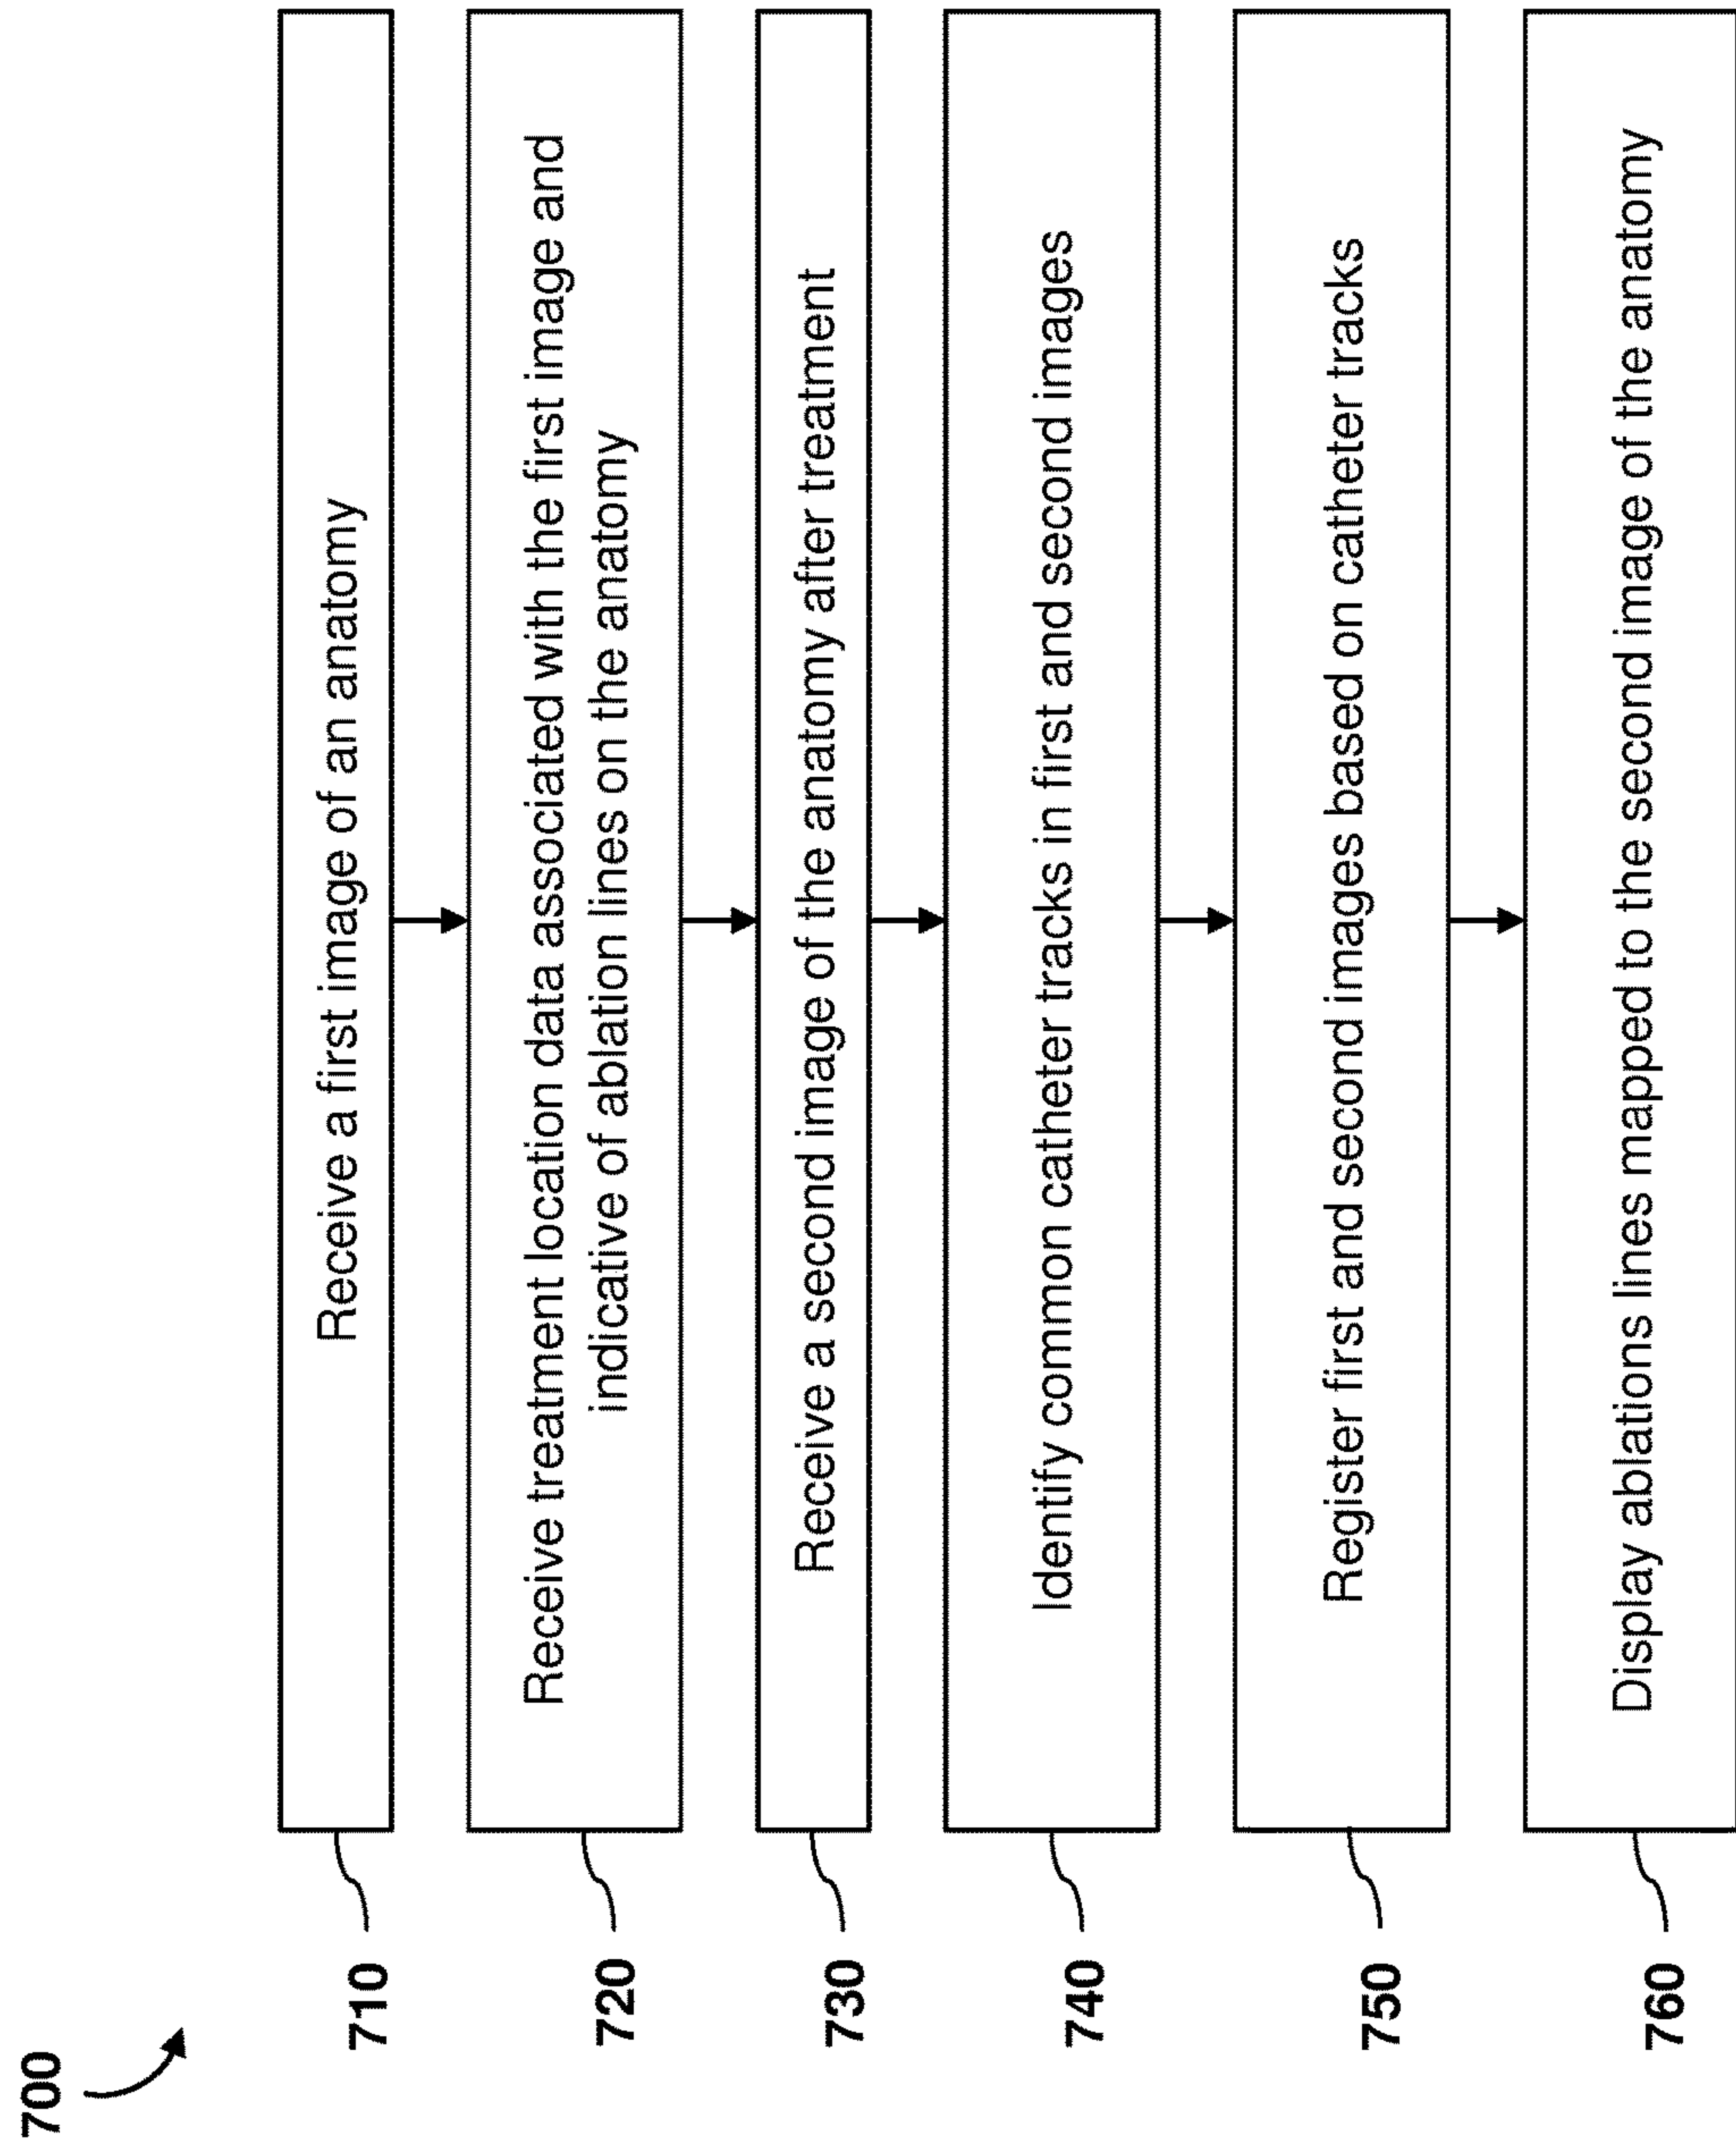 700
710
Receive a first image of an anatomy
720
Receive treatment location data associated with the first image and
indicative of ablation lines on the anatomy
730
Receive a second image of the anatomy after treatment
740
Identify common catheter tracks in first and second images
750
Register first and second images based on catheter tracks
760
Display ablations lines mapped to the second image of the anatomy